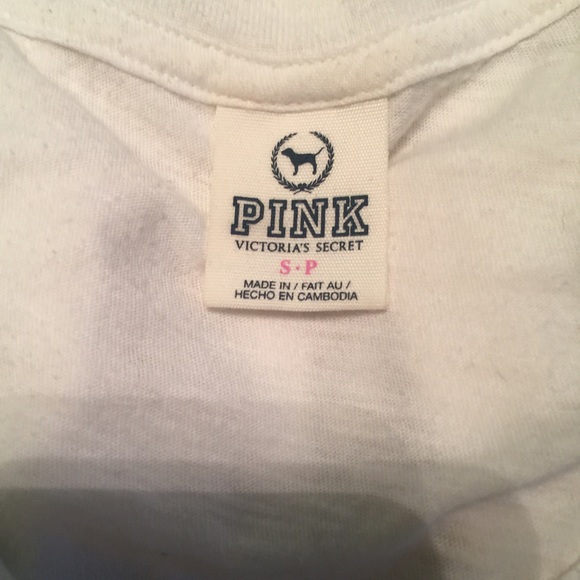 PINK
VICTORIA'S SECRET
S·P
MADE IN / FAIT AU /
HECHO EN CAMBODIA